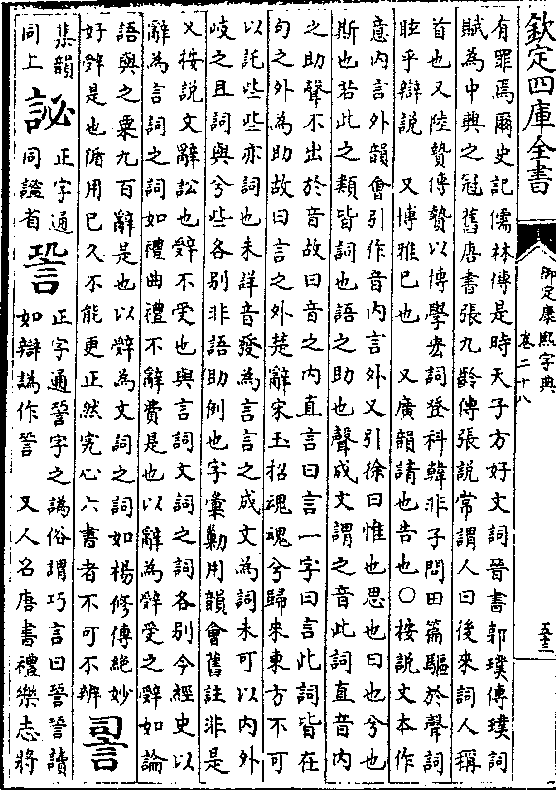 欽定四庫全書
御定康熙字典
卷二十八
有罪焉爾史記儒林傳是時天子方好文詞晉書郭璞傳璞詞
賦為中興之冠舊唐書張九齡傳張說常謂人曰後來詞人稱
首也又陸贄傳贄以博學宏詞登科韓非子問田篇驅於聲詞
眩乎辯說 又博雅已也 又廣韻請也告也○按說文本作
意内言外韻會引作音内言外又引徐曰惟也思也曰也兮也
斯也若此之類皆詞也語之助也聲成文謂之音此詞直音内
之助聲不出於音故曰音之内直言曰言一字曰言此詞皆在
句之外為助故曰言之外楚辭宋玉招魂魂兮歸來東方不可
以託些些亦詞也未詳音發為言言之成文為詞未可以内外
岐之且詞與兮些各别非語助例也字彙勦用韻會舊註非是
又按説文辭訟也辤不受也與言詞文詞之詞各别今經史以
辭為言詞之詞如禮曲禮不辭費是也以辭為辤受之辤如論
語與之粟九百辭是也以辤為文詞之詞如楊修傳絶妙
好辤是也循用已久不能更正然究心六書者不可不辨
䛐
集韻
同上
訫
正字通
同謐省
㖶
正字通詧字之譌俗謂巧言曰詧詧讀
如辯譌作詧 又人名唐書禮樂志將